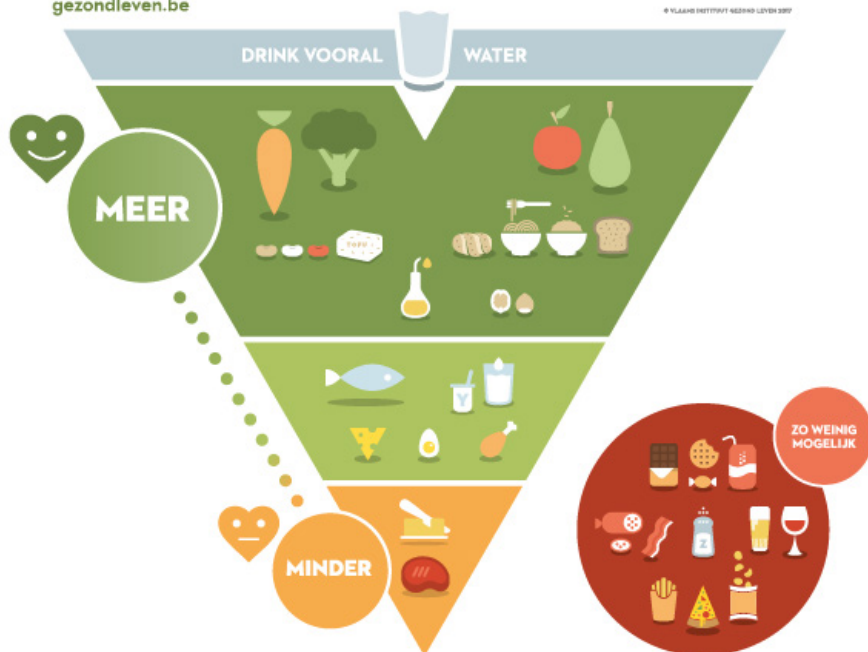 gezondleven.be
© VLAAMS INSTITUUT GEZOND LEVEN 2017
DRINK VOORAL WATER
MEER
TOFU
Y
ZO WEINIG
MOGELIJK
Z
MINDER